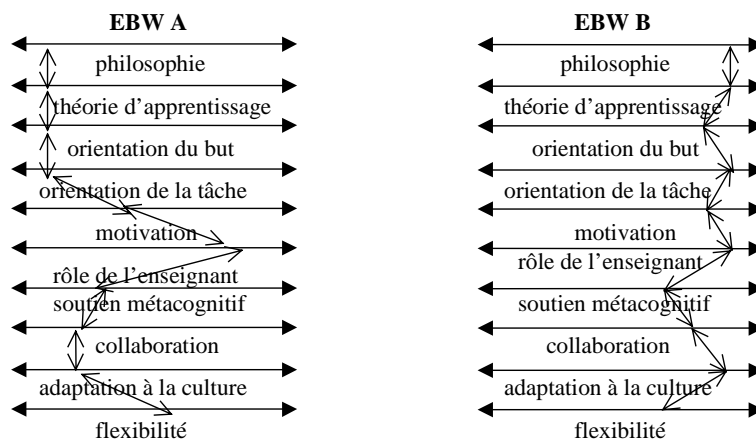 EBW A
philosophie
théorie d’apprentissage
orientation du but
orientation de la tâche
motivation
rôle de l’enseignant
soutien métacognitif
collaboration
adaptation à la culture
flexibilité
EBW B
philosophie
théorie d’apprentissage
orientation du but
orientation de la tâche
motivation
rôle de l’enseignant
soutien métacognitif
collaboration
adaptation à la culture
flexibilité